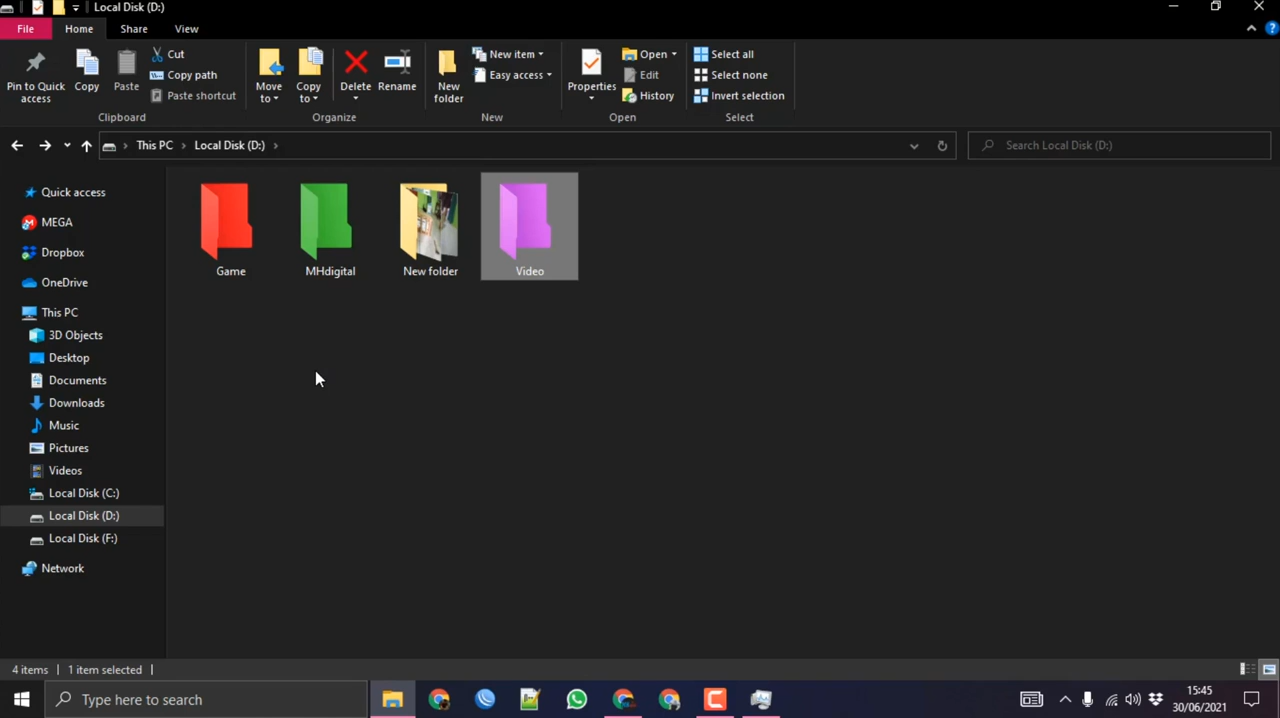 Local Disk (D:)
File Home Share View
Pin to Quick access
Copy
Paste
Cut
Copy path
Paste shortcut
Clipboard
Move to
Copy to
Delete
Rename
Organize
New folder
New item
Easy access
New
Properties
Open
Edit
History
Open
Select all
Select none
Invert selection
Select
This PC Local Disk (D:)
Search Local Disk (D:)
Quick access
MEGA
Dropbox
OneDrive
This PC
3D Objects
Desktop
Documents
Downloads
Music
Pictures
Videos
Local Disk (C:)
Local Disk (D:)
Local Disk (F:)
Network
Game
MHdigital
New folder
Video
4 items 1 item selected
Type here to search
15:45
30/06/2021